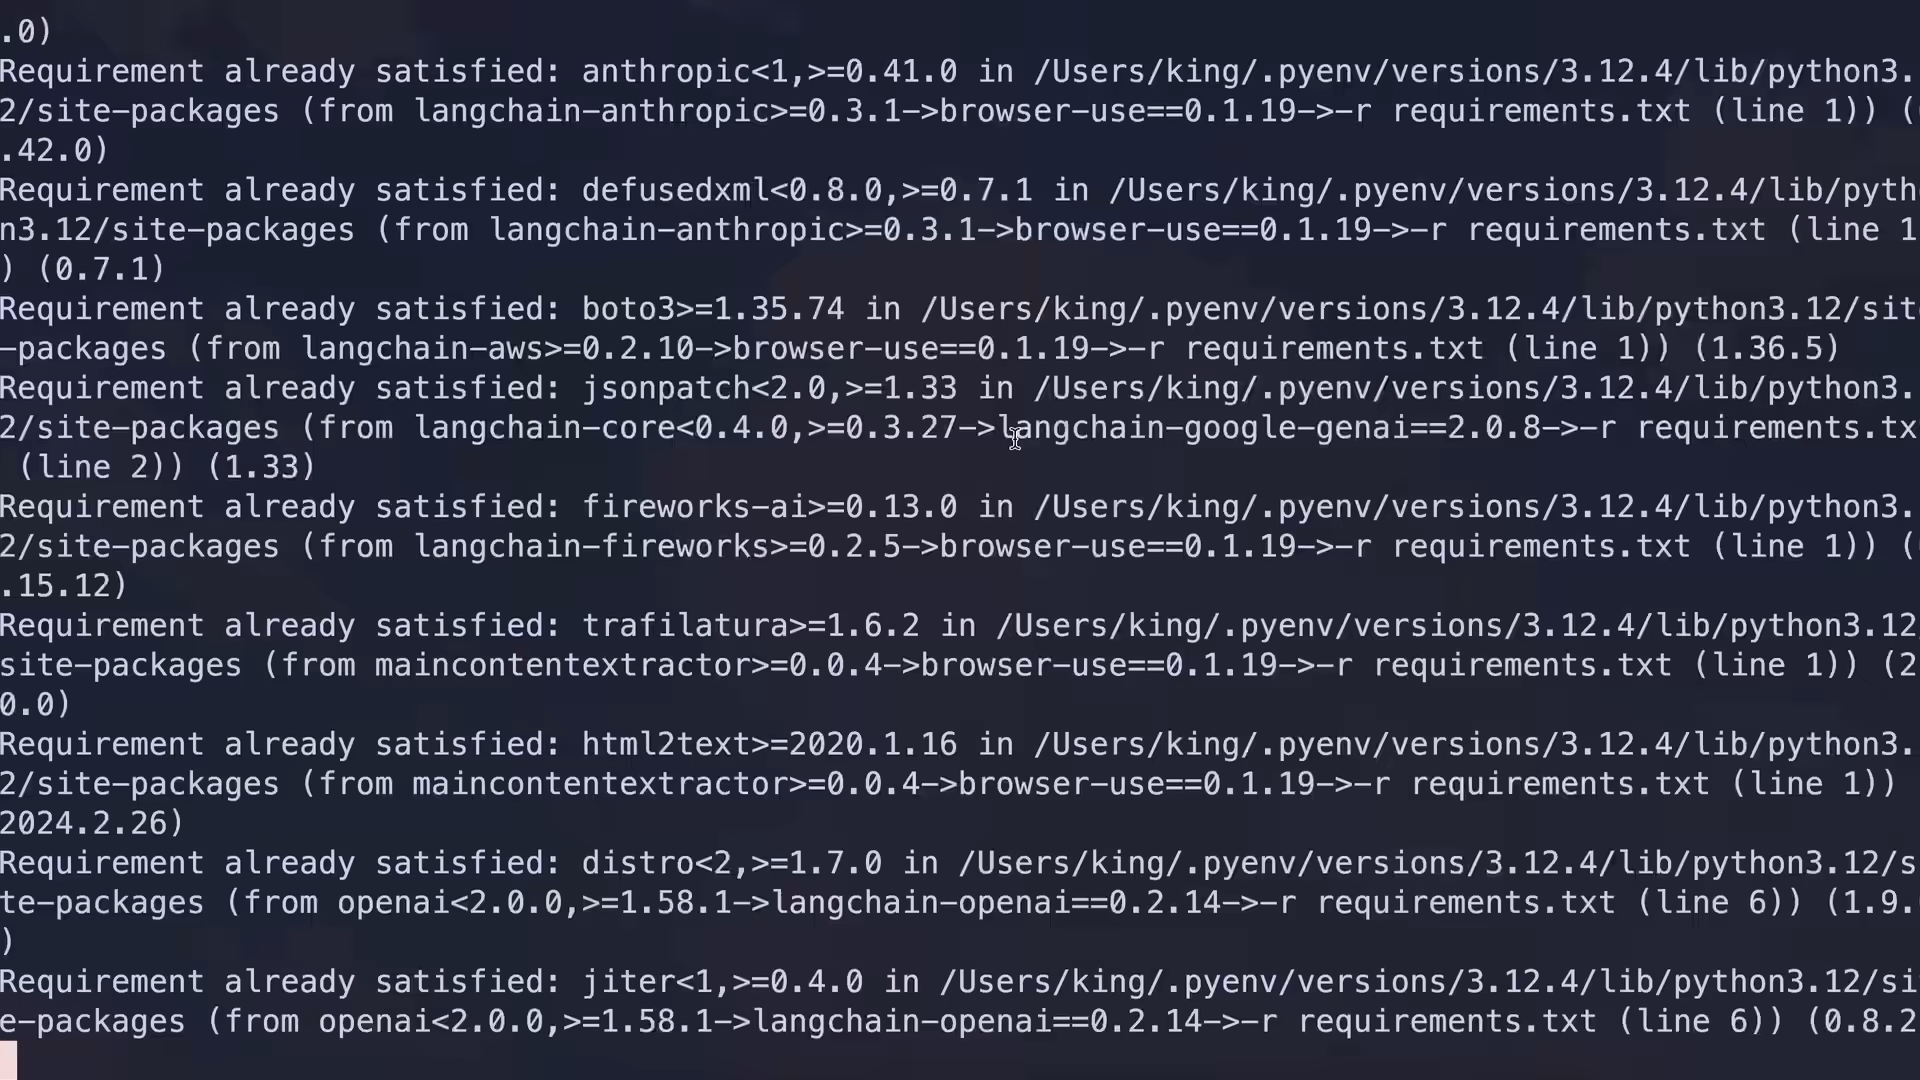 .0)
Requirement already satisfied: anthropic<1,>=0.41.0 in /Users/king/.pyenv/versions/3.12.4/lib/python3.
2/site-packages (from langchain-anthropic>=0.3.1->browser-use==0.1.19->-r requirements.txt (line 1)) (
.42.0)
Requirement already satisfied: defusedxml<0.8.0,>=0.7.1 in /Users/king/.pyenv/versions/3.12.4/lib/pyth
n3.12/site-packages (from langchain-anthropic>=0.3.1->browser-use==0.1.19->-r requirements.txt (line 1
) (0.7.1)
Requirement already satisfied: boto3>=1.35.74 in /Users/king/.pyenv/versions/3.12.4/lib/python3.12/sit
-packages (from langchain-aws>=0.2.10->browser-use==0.1.19->-r requirements.txt (line 1)) (1.36.5)
Requirement already satisfied: jsonpatch<2.0,>=1.33 in /Users/king/.pyenv/versions/3.12.4/lib/python3.
2/site-packages (from langchain-core<0.4.0,>=0.3.27->langchain-google-genai==2.0.8->-r requirements.tx
(line 2)) (1.33)
Requirement already satisfied: fireworks-ai>=0.13.0 in /Users/king/.pyenv/versions/3.12.4/lib/python3.
2/site-packages (from langchain-fireworks>=0.2.5->browser-use==0.1.19->-r requirements.txt (line 1)) (
.15.12)
Requirement already satisfied: trafilatura>=1.6.2 in /Users/king/.pyenv/versions/3.12.4/lib/python3.12
site-packages (from maincontentextractor>=0.0.4->browser-use==0.1.19->-r requirements.txt (line 1)) (2
0.0)
Requirement already satisfied: html2text>=2020.1.16 in /Users/king/.pyenv/versions/3.12.4/lib/python3.
2/site-packages (from maincontentextractor>=0.0.4->browser-use==0.1.19->-r requirements.txt (line 1))
2024.2.26)
Requirement already satisfied: distro<2,>=1.7.0 in /Users/king/.pyenv/versions/3.12.4/lib/python3.12/s
te-packages (from openai<2.0.0,>=1.58.1->langchain-openai==0.2.14->-r requirements.txt (line 6)) (1.9.
)
Requirement already satisfied: jiter<1,>=0.4.0 in /Users/king/.pyenv/versions/3.12.4/lib/python3.12/si
e-packages (from openai<2.0.0,>=1.58.1->langchain-openai==0.2.14->-r requirements.txt (line 6)) (0.8.2